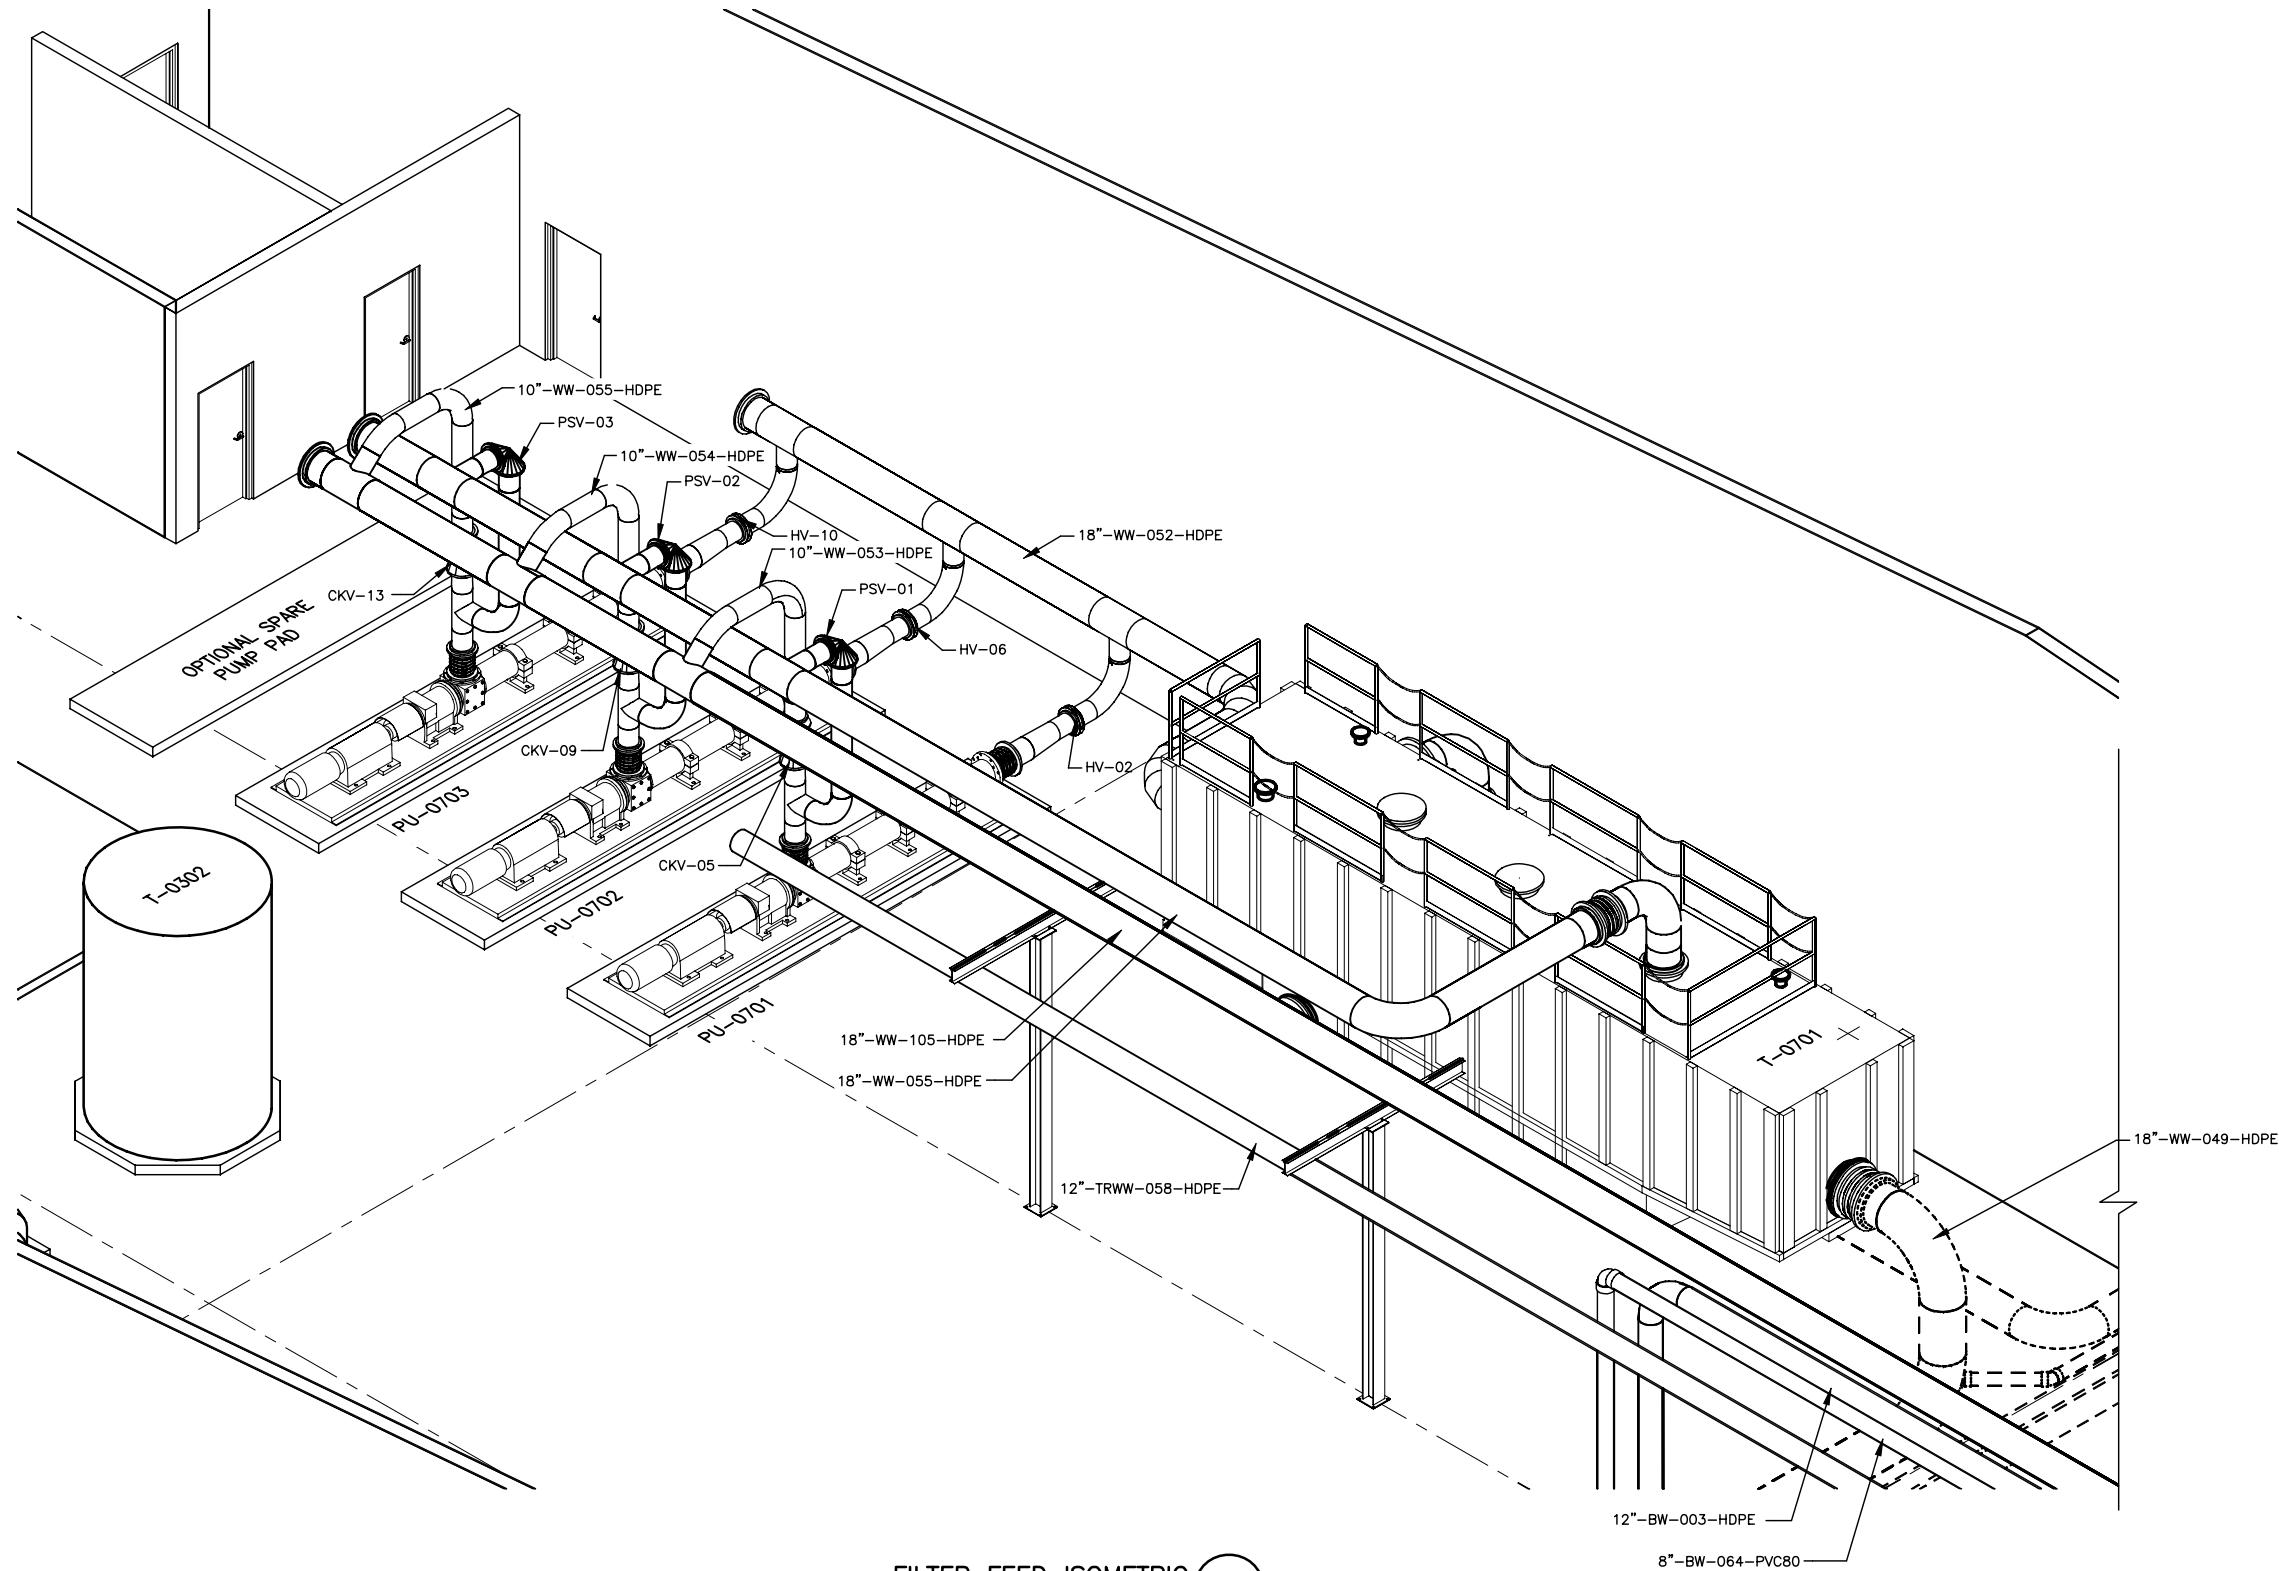 10"-WW-055-HDPE
PSV-03
10"-WW-054-HDPE
PSV-02
HV-10
10"-WW-053-HDPE
18"-WW-052-HDPE
PSV-01
CKV-13
OPTIONAL SPARE
PUMP PAD
HV-06
CKV-09
HV-02
PU-0703
CKV-05
T-0302
PU-0702
PU-0701
18"-WW-105-HDPE
T-0701
18"-WW-055-HDPE
18"-WW-049-HDPE
12"-TRWW-058-HDPE
12"-BW-003-HDPE
8"-BW-064-PVC80
FILTER FEED ISOMETRIC